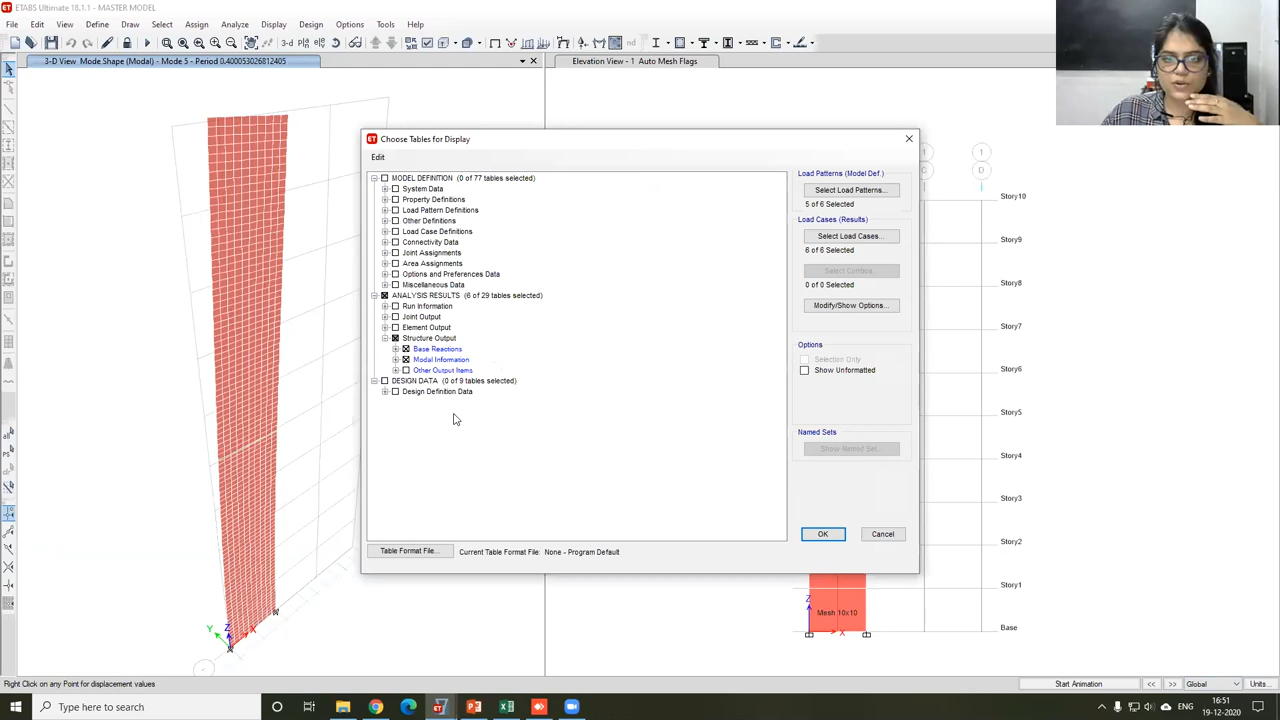 ETABS Ultimate 18.1.1 - MASTER MODEL
File Edit View Define Draw Select Assign Analyze Display Design Options Tools Help
3-d nd
3-D View Mode Shape (Modal) - Mode 5 - Period 0.400053026812405
Elevation View - 1 Auto Mesh Flags
Choose Tables for Display
Edit
MODEL DEFINITION (0 of 77 tables selected)
System Data
Property Definitions
Load Pattern Definitions
Other Definitions
Load Case Definitions
Connectivity Data
Joint Assignments
Area Assignments
Options and Preferences Data
Miscellaneous Data
ANALYSIS RESULTS (6 of 29 tables selected)
Run Information
Joint Output
Element Output
Structure Output
Base Reactions
Modal Information
Other Output Items
DESIGN DATA (0 of 9 tables selected)
Design Definition Data
Load Patterns (Model Def.)
Select Load Patterns...
5 of 6 Selected
Load Cases (Results)
Select Load Cases...
6 of 6 Selected
Select Combos...
0 of 0 Selected
Modify/Show Options...
Options
Selection Only
Show Unformatted
Named Sets
Show Named Set...
OK Cancel
Table Format File... Current Table Format File: None - Program Default
1 1
D
Story10
Story9
Story8
Story7
Story6
Story5
Story4
Story3
Story2
Story1
Base
Mesh 10x10
Z
X
Y Z X
all
ps
clr
Right Click on any Point for displacement values
Start Animation << >> Global Units...
Type here to search
ENG
16:51
19-12-2020